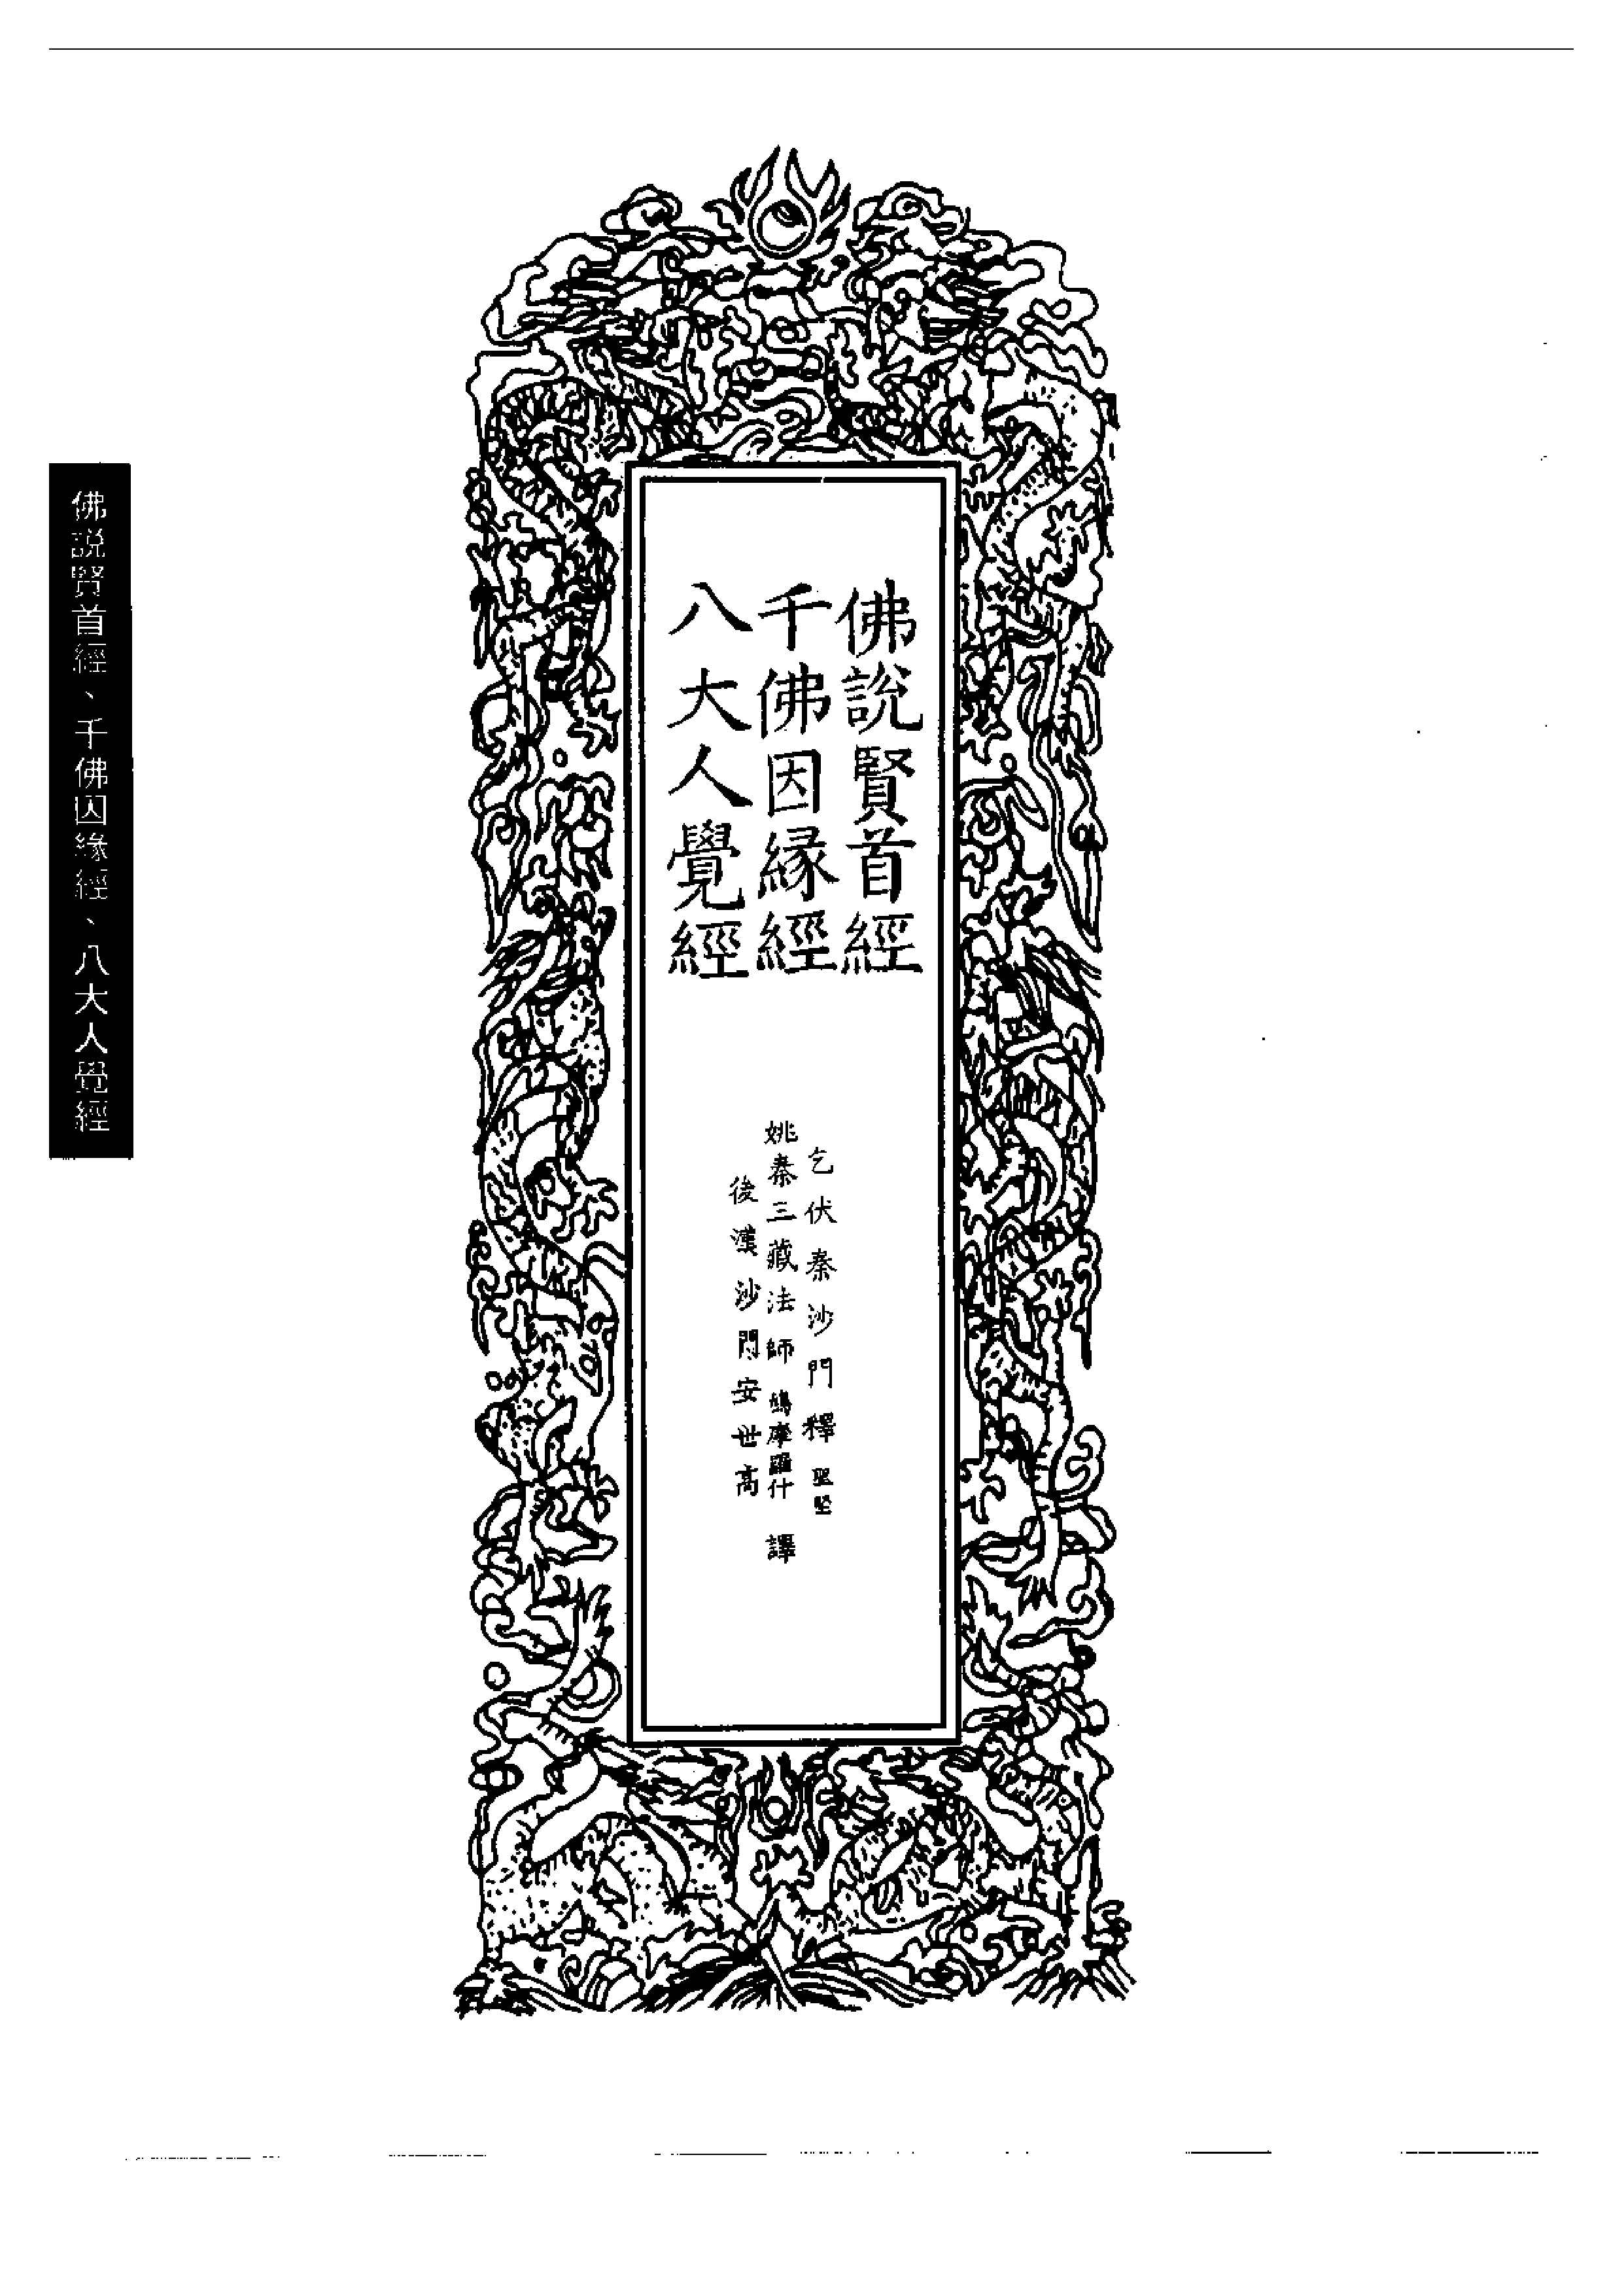 佛說賢首經
千佛因緣經
八大人覺經
乞伏秦沙門釋聖堅
姚秦三藏法師鳩摩羅什譯
後漢沙門安世高
佛説賢首經、千佛因緣經、八大人覺經